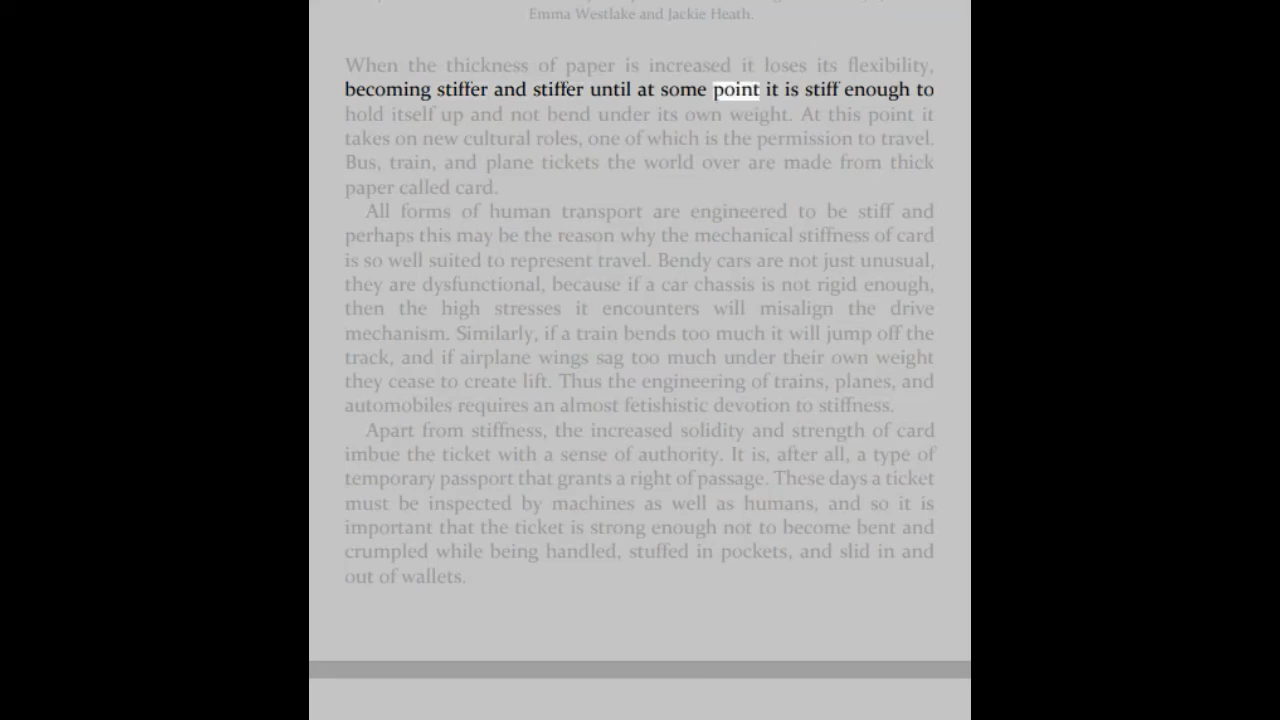 Emma Westlake and Jackie Heath.
When the thickness of paper is increased it loses its flexibility,
becoming stiffer and stiffer until at some point it is stiff enough to
hold itself up and not bend under its own weight. At this point it
takes on new cultural roles, one of which is the permission to travel.
Bus, train, and plane tickets the world over are made from thick
paper called card.
All forms of human transport are engineered to be stiff and
perhaps this may be the reason why the mechanical stiffness of card
is so well suited to represent travel. Bendy cars are not just unusual,
they are dysfunctional, because if a car chassis is not rigid enough,
then the high stresses it encounters will misalign the drive
mechanism. Similarly, if a train bends too much it will jump off the
track, and if airplane wings sag too much under their own weight
they cease to create lift. Thus the engineering of trains, planes, and
automobiles requires an almost fetishistic devotion to stiffness.
Apart from stiffness, the increased solidity and strength of card
imbue the ticket with a sense of authority. It is, after all, a type of
temporary passport that grants a right of passage. These days a ticket
must be inspected by machines as well as humans, and so it is
important that the ticket is strong enough not to become bent and
crumpled while being handled, stuffed in pockets, and slid in and
out of wallets.